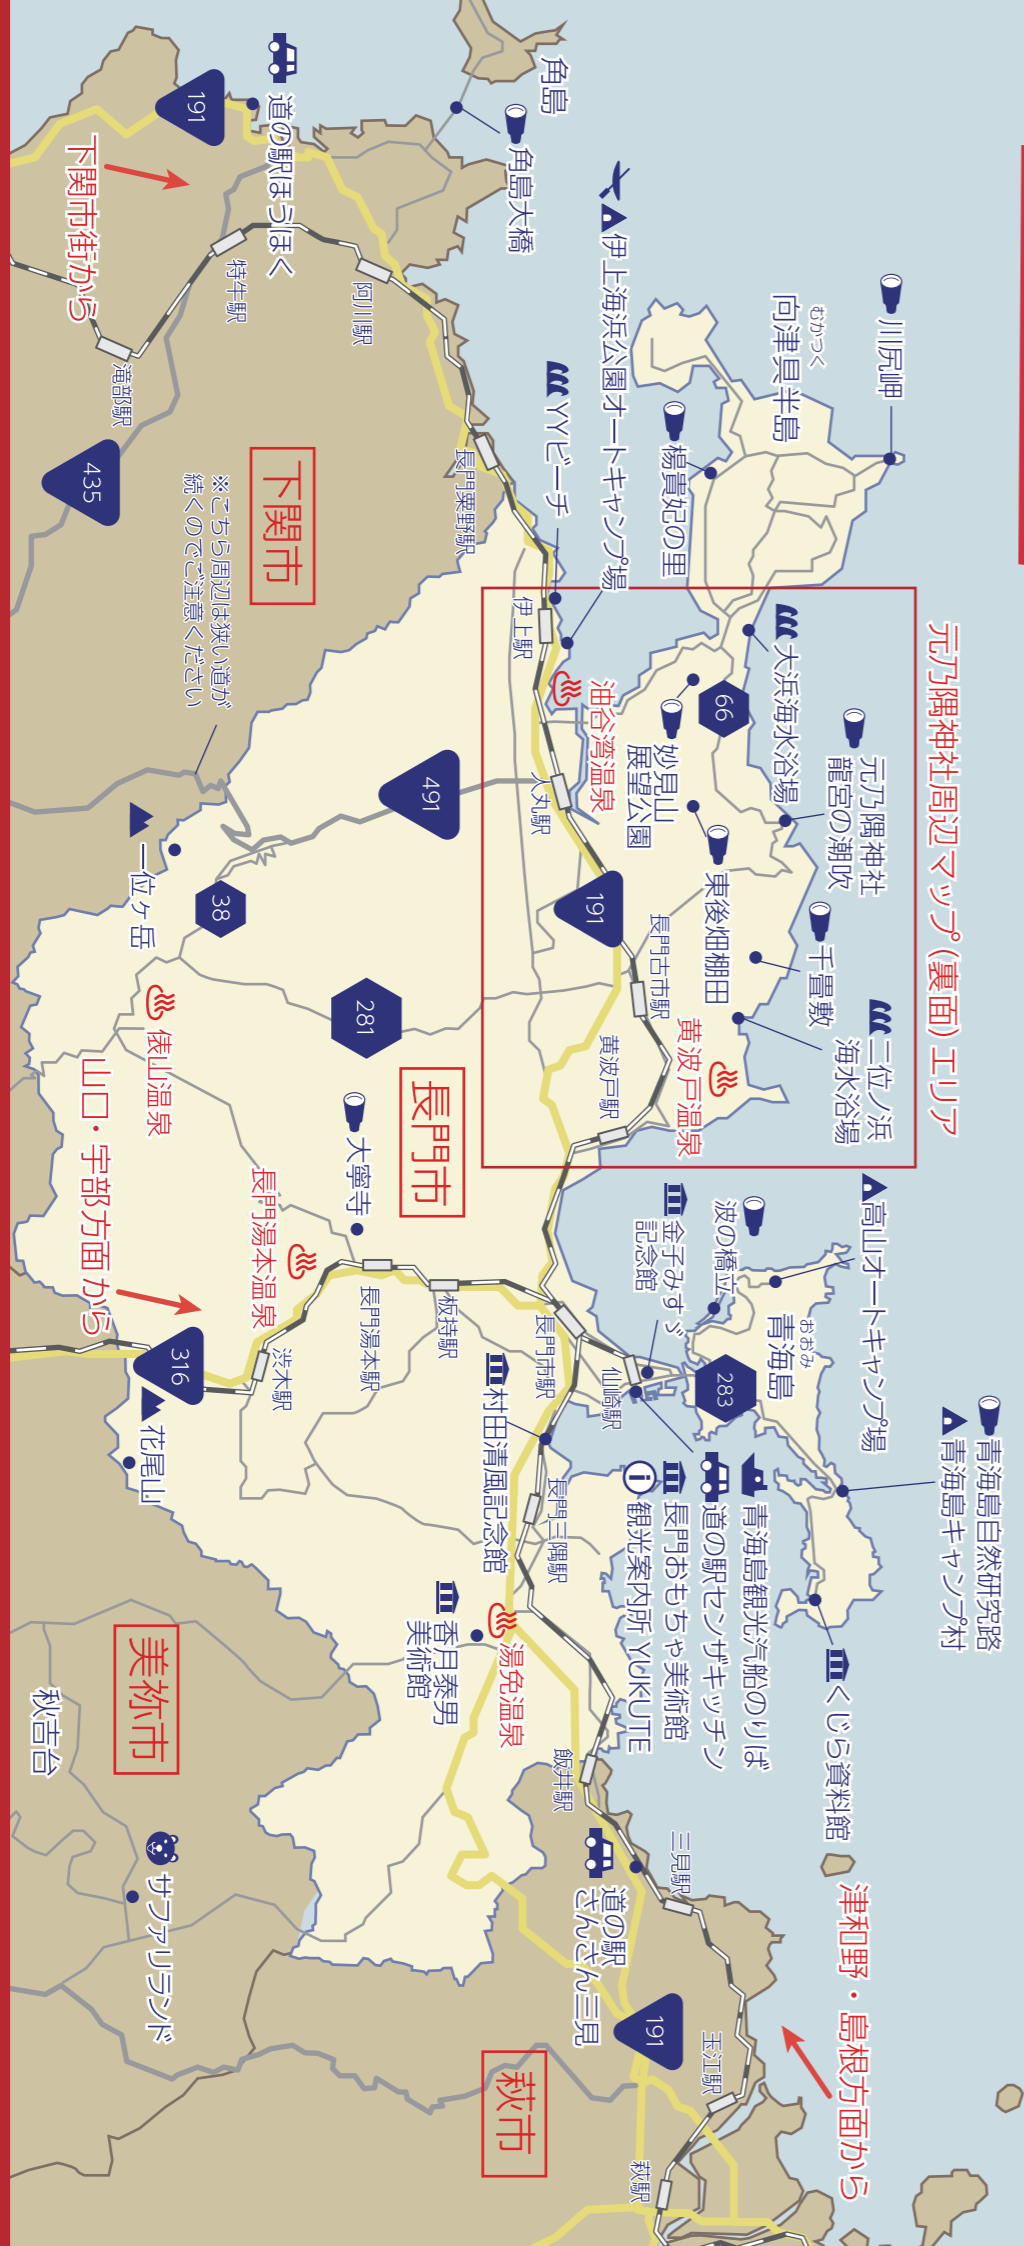 元乃隅神社周辺マップ(裏面)エリア
角島
角島大橋
道の駅ほうほく
191
下関市街から
特牛駅
阿川駅
滝部駅
435
長門粟野駅
下関市
※こちら周辺は狭い道が
続くのでご注意ください
伊上海浜公園オートキャンプ場
YYビーチ
川尻岬
むかつく
向津具半島
楊貴妃の里
大浜海水浴場
66
元乃隅神社
龍宮の潮吹
千畳敷
二位ノ浜
海水浴場
妙見山
展望公園
東後畑棚田
油谷湾温泉
伊上駅
人丸駅
191
長門古市駅
黄波戸駅
黄波戸温泉
491
38
一位ヶ岳
281
俵山温泉
長門市
大寧寺
山口・宇部方面から
長門湯本温泉
長門湯本駅
板持駅
渋木駅
316
花尾山
長門市駅
仙崎駅
高山オートキャンプ場
波の橋立
金子みすゞ
記念館
おおみ
青海島
283
青海島自然研究路
青海島キャンプ村
くじら資料館
青海島観光汽船のりば
道の駅センザキッチン
長門おもちゃ美術館
観光案内所 YUKUTE
村田清風記念館
長門三隅駅
湯免温泉
香月泰男
美術館
飯井駅
美祢市
秋吉台
サファリランド
三見駅
道の駅
さんさん三見
津和野・島根方面から
191
玉江駅
萩市
萩駅